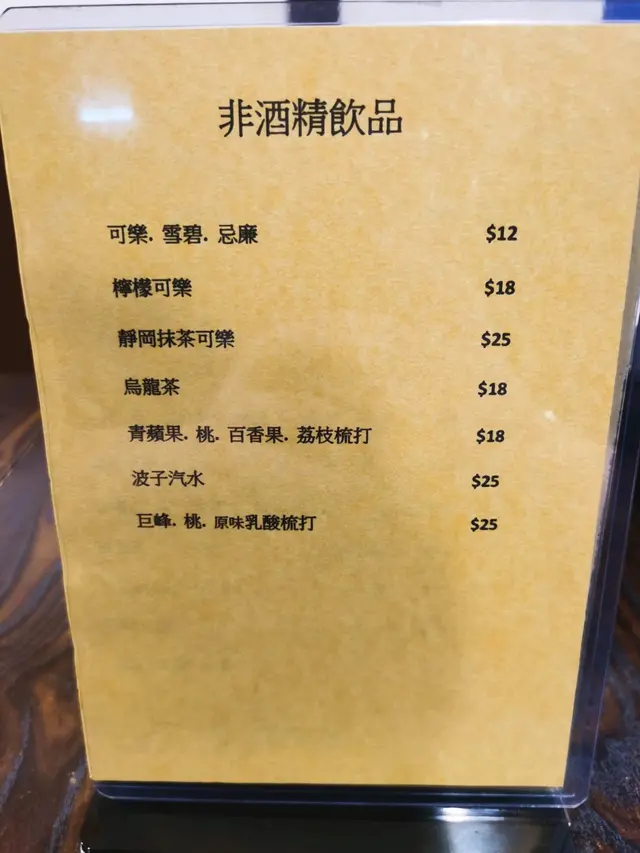 非酒精飲品
可樂. 雪碧. 忌廉 $12
檸檬可樂 $18
靜岡抹茶可樂 $25
烏龍茶 $18
青蘋果. 桃. 百香果. 荔枝梳打 $18
波子汽水 $25
巨峰. 桃. 原味乳酸梳打 $25